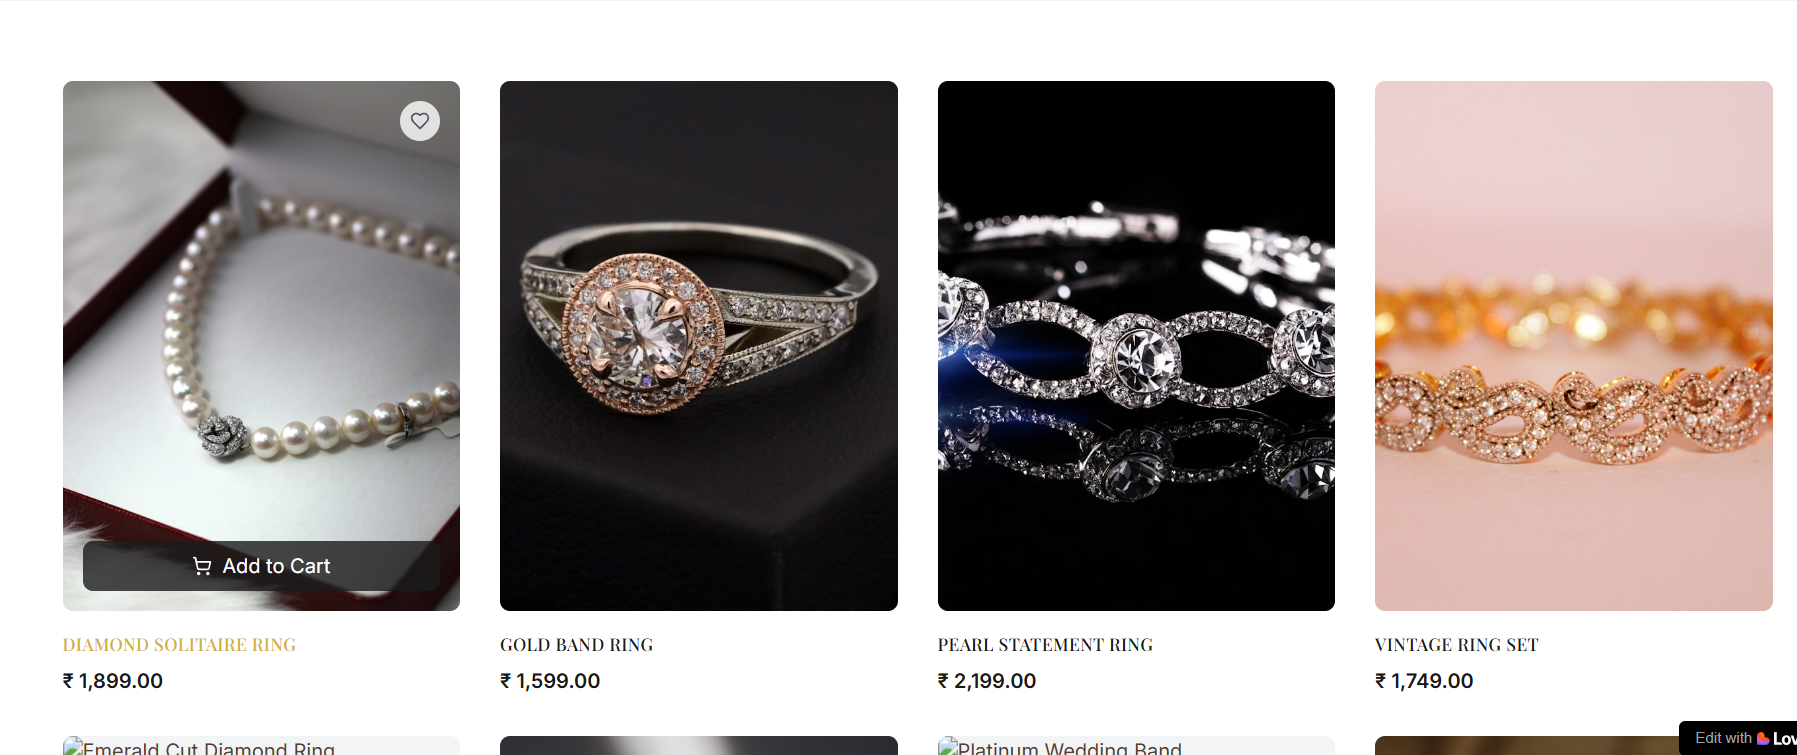 Add to Cart
DIAMOND SOLITAIRE RING
GOLD BAND RING
PEARL STATEMENT RING
VINTAGE RING SET
₹ 1,899.00
₹ 1,599.00
₹ 2,199.00
₹ 1,749.00
Emerald Cut Diamond Ring
Platinum Wedding Band
Edit with Lov